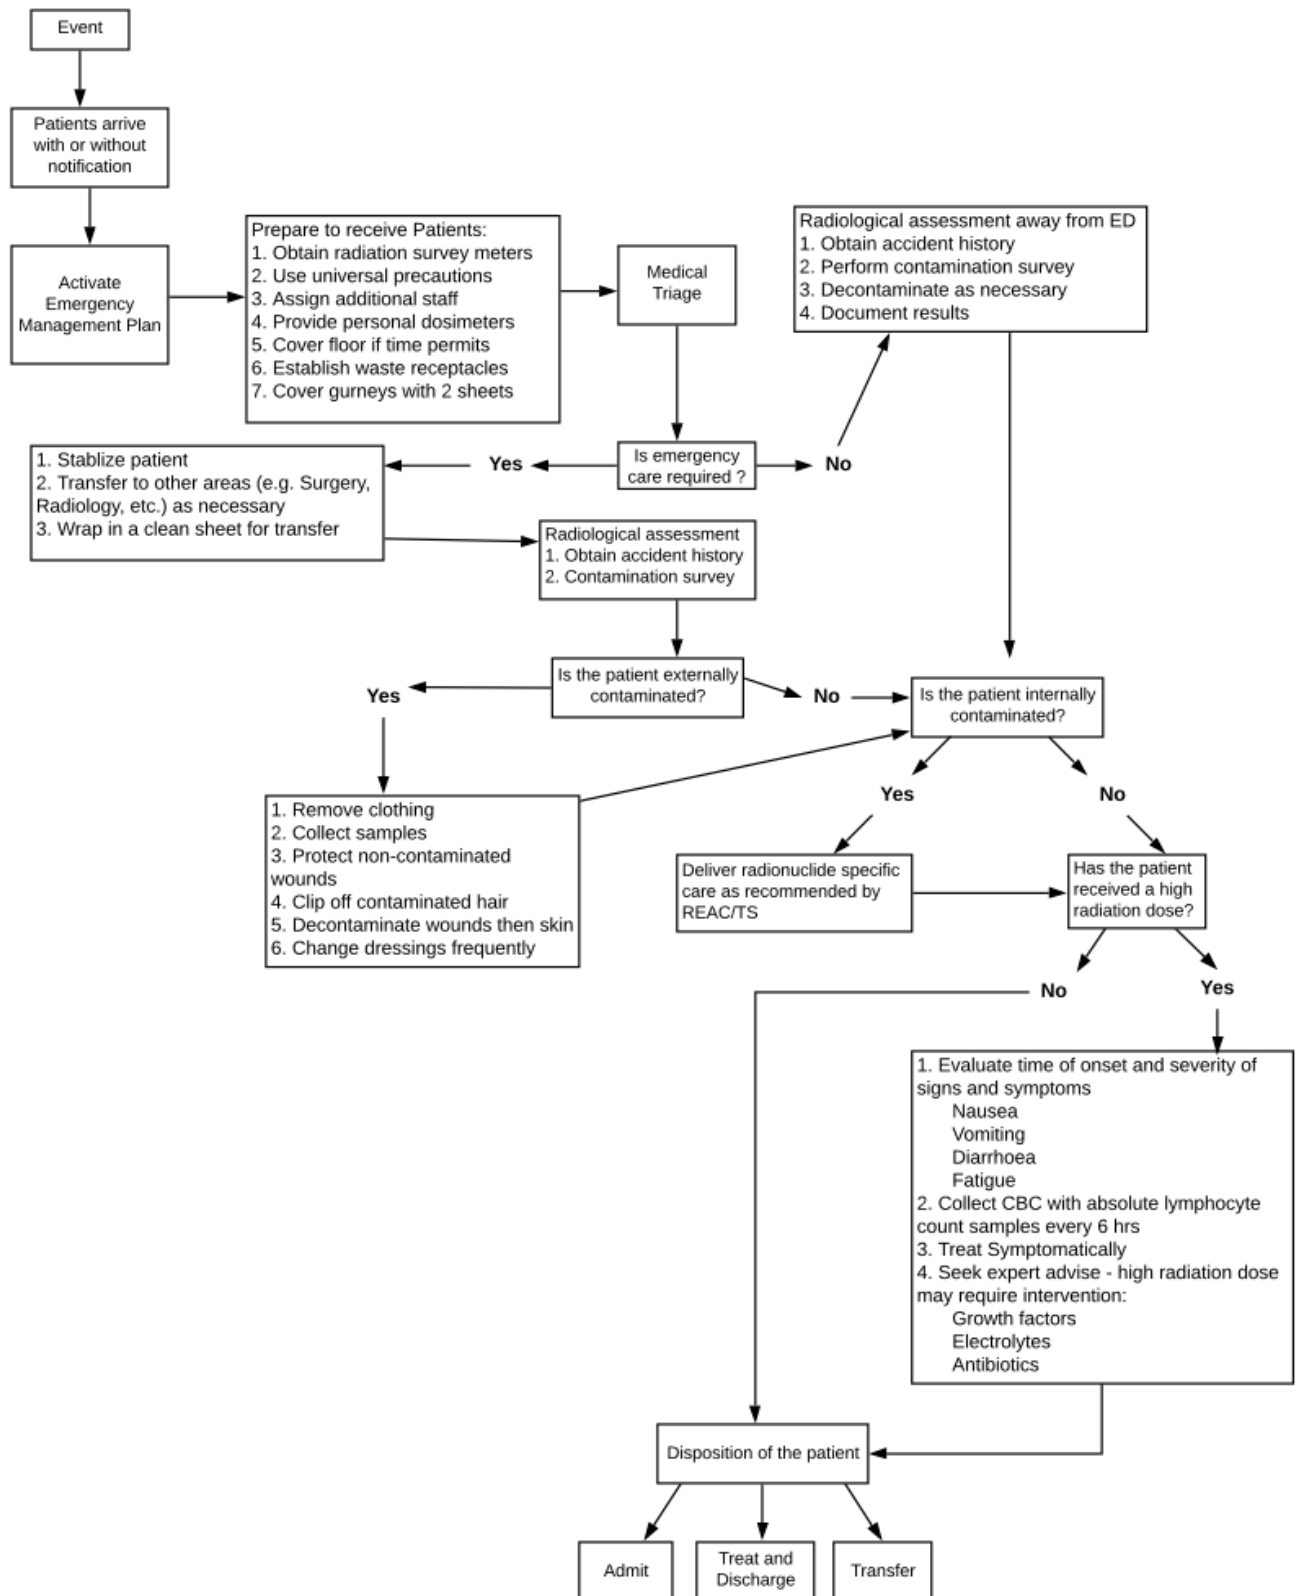 Event
Patients arrive
with or without
notification
Activate
Emergency
Management Plan
Prepare to receive Patients:
1. Obtain radiation survey meters
2. Use universal precautions
3. Assign additional staff
4. Provide personal dosimeters
5. Cover floor if time permits
6. Establish waste receptacles
7. Cover gurneys with 2 sheets
Medical
Triage
Radiological assessment away from ED
1. Obtain accident history
2. Perform contamination survey
3. Decontaminate as necessary
4. Document results
Is emergency
care required ?
Yes
No
1. Stablize patient
2. Transfer to other areas (e.g. Surgery,
Radiology, etc.) as necessary
3. Wrap in a clean sheet for transfer
Radiological assessment
1. Obtain accident history
2. Contamination survey
Is the patient externally
contaminated?
Yes
No
1. Remove clothing
2. Collect samples
3. Protect non-contaminated
wounds
4. Clip off contaminated hair
5. Decontaminate wounds then skin
6. Change dressings frequently
Is the patient internally
contaminated?
Yes
No
Deliver radionuclide specific
care as recommended by
REAC/TS
Has the patient
received a high
radiation dose?
No
Yes
1. Evaluate time of onset and severity of
signs and symptoms
Nausea
Vomiting
Diarrhoea
Fatigue
2. Collect CBC with absolute lymphocyte
count samples every 6 hrs
3. Treat Symptomatically
4. Seek expert advise - high radiation dose
may require intervention:
Growth factors
Electrolytes
Antibiotics
Disposition of the patient
Admit
Treat and
Discharge
Transfer